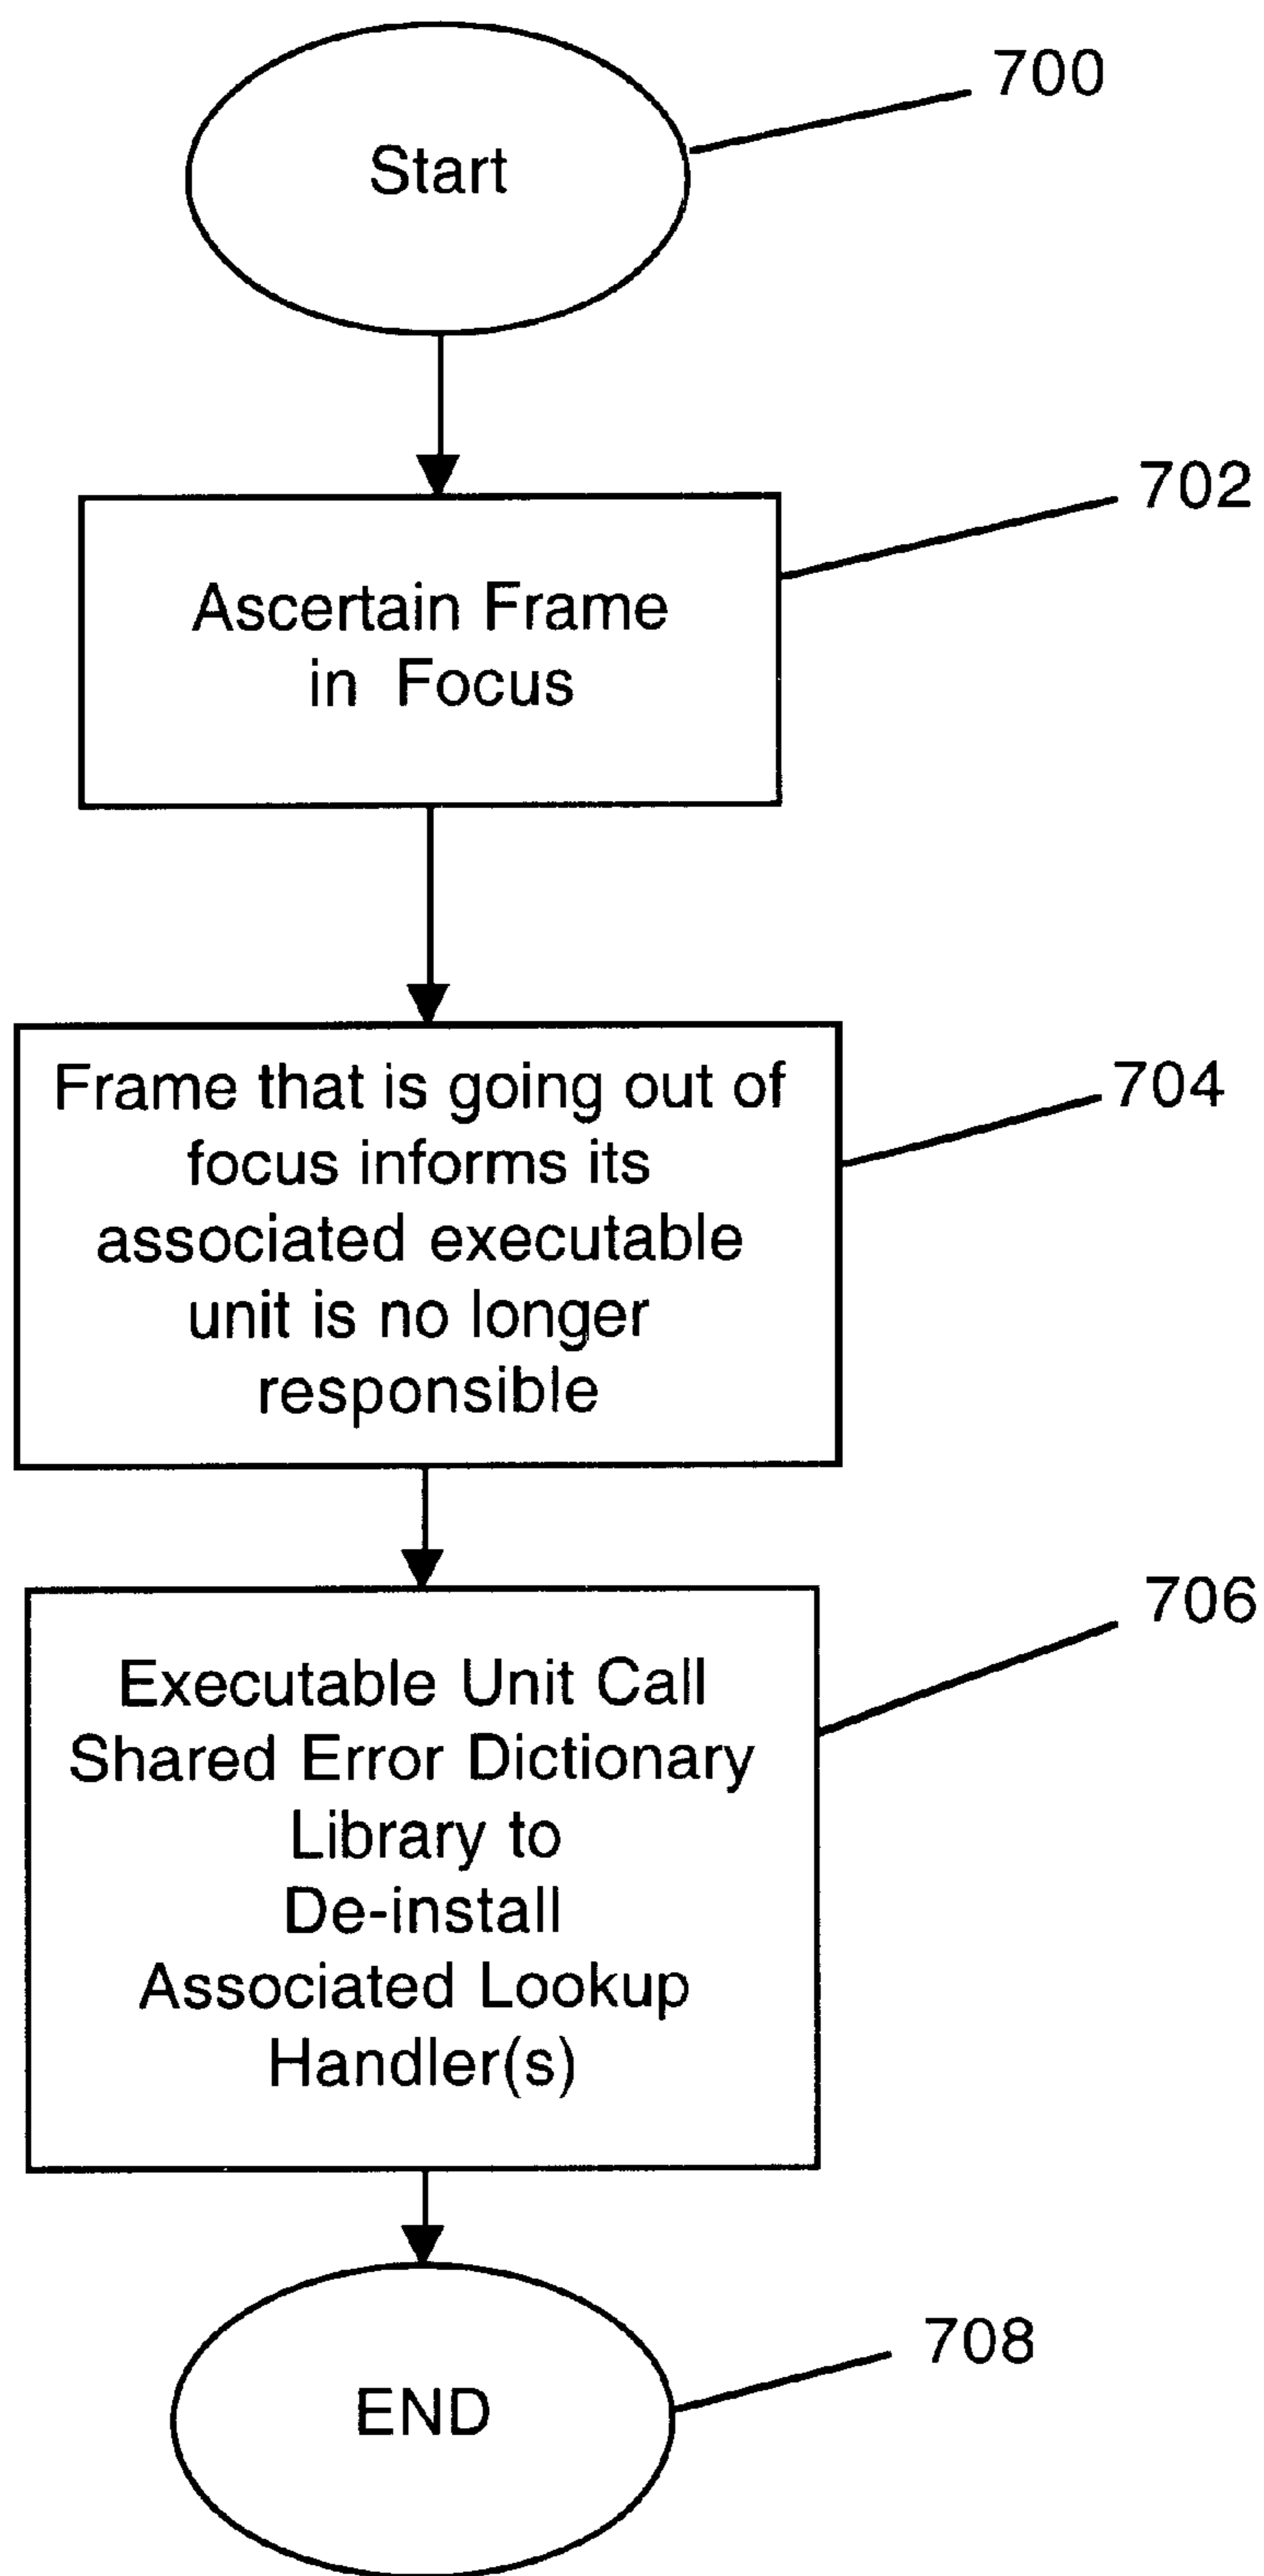 700
Start
702
Ascertain Frame
in Focus
704
Frame that is going out of
focus informs its
associated executable
unit is no longer
responsible
706
Executable Unit Call
Shared Error Dictionary
Library to
De-install
Associated Lookup
Handler(s)
708
END